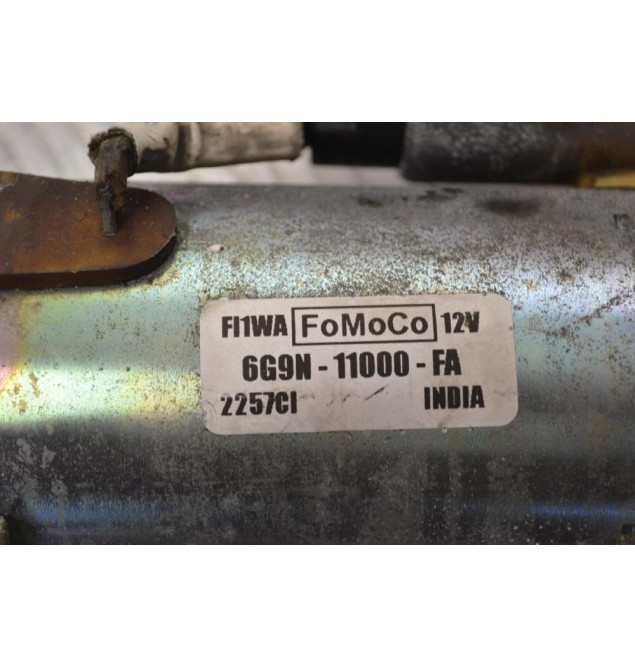 FI1WA FoMoCo 12V
6G9N - 11000 - FA
2257CI INDIA